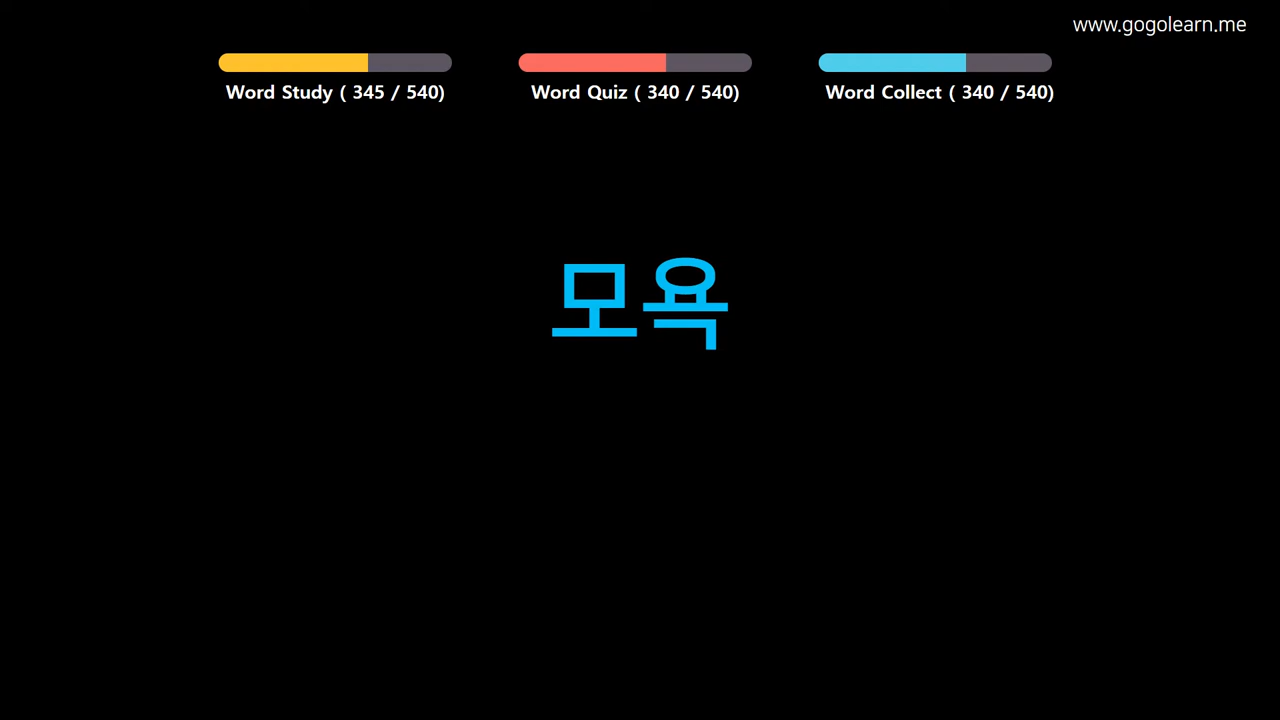 www.gogolearn.me
Word Study ( 345 / 540)
Word Quiz ( 340 / 540)
Word Collect ( 340 / 540)
모욕